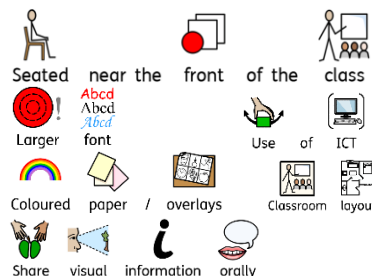 Seated near the front of the class
Abcd
Abcd
Abcd
Larger font Use of ICT
Coloured paper / overlays Classroom layou
Share visual information orally